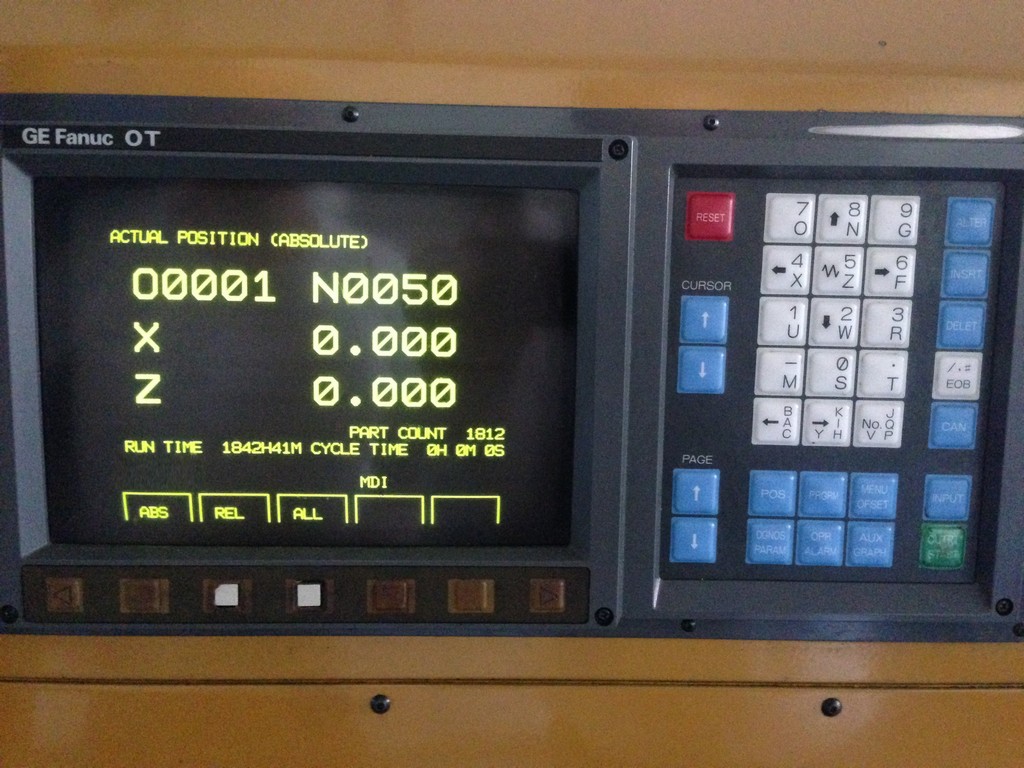 GE Fanuc OT
ACTUAL POSITION (ABSOLUTE)
O0001 N0050
X 0.000
Z 0.000
PART COUNT 1812
RUN TIME 1842H41M CYCLE TIME 0H 0M 0S
MDI
ABS REL ALL
RESET
7 O
8 N
9 G
ALTER
4 X
5 Z
6 F
INSRT
CURSOR
1 U
2 W
3 R
DELET
- M
0 S
. T
/ . #
EOB
B A C
K I H Y
No. J Q P V
CAN
PAGE
POS
PRGRM
MENU OFSET
INPUT
DGNOS PARAM
OPR ALARM
AUX GRAPH
START